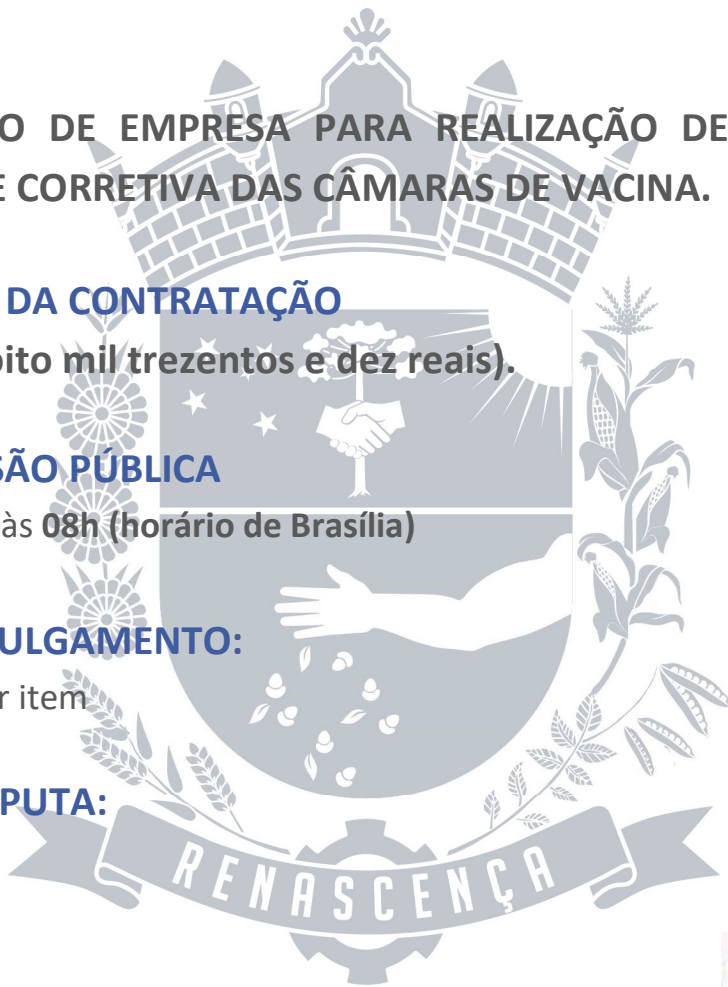 O DE EMPRESA PARA REALIZAÇÃO DE
E CORRETIVA DAS CÂMARAS DE VACINA.
DA CONTRATAÇÃO
oito mil trezentos e dez reais).
SÃO PÚBLICA
às 08h (horário de Brasília)
ULGAMENTO:
r item
PUTA:
RENASCENÇA